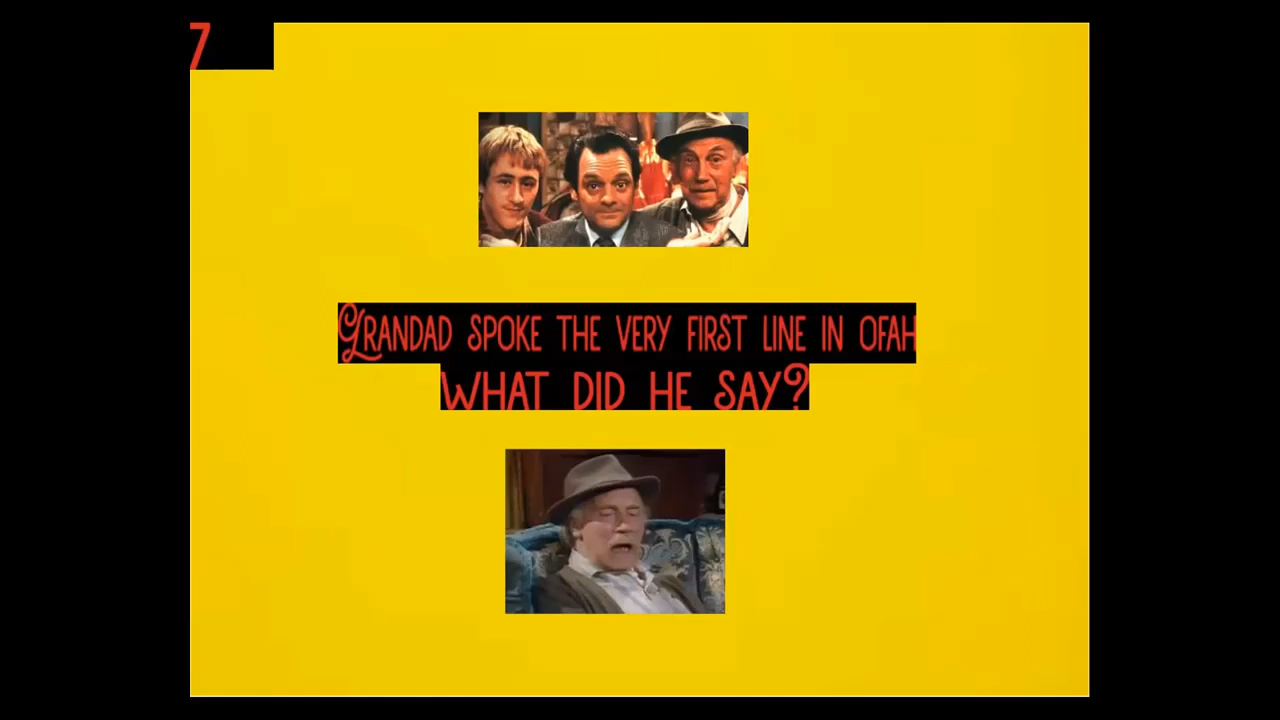 7
GRANDAD SPOKE THE VERY FIRST LINE IN OFAH
WHAT DID HE SAY?